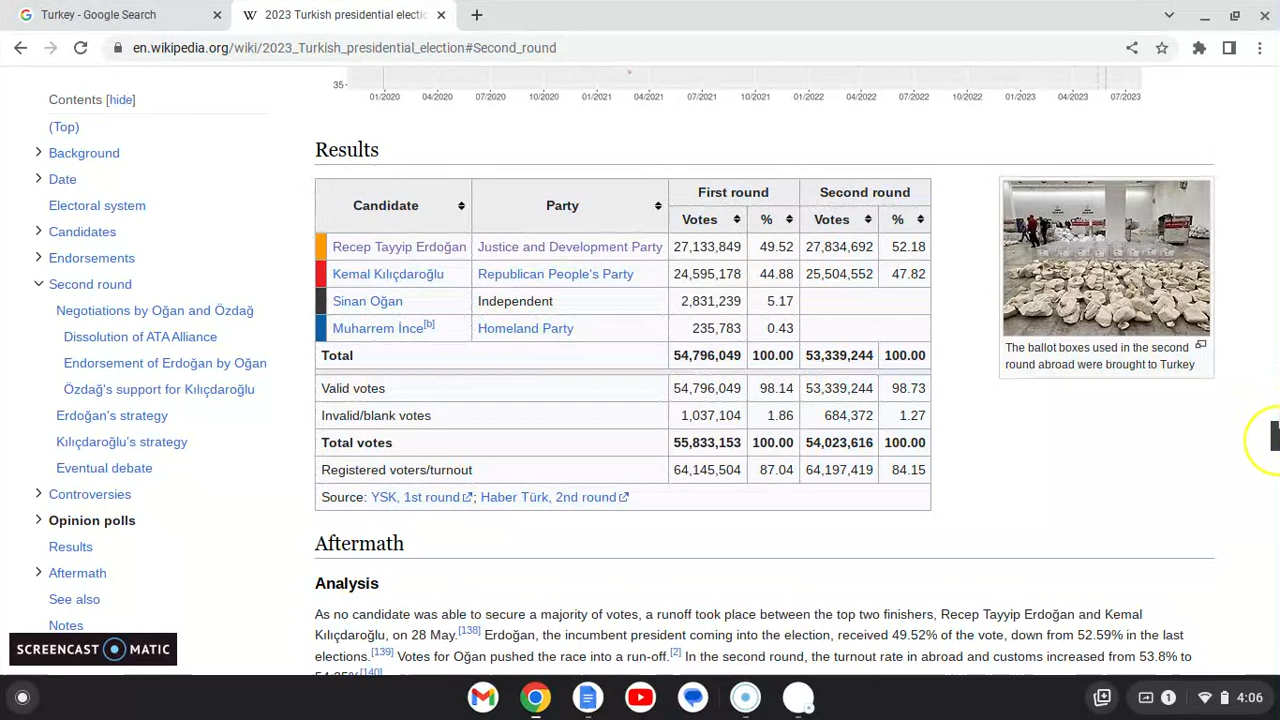 Turkey - Google Search
2023 Turkish presidential electio
en.wikipedia.org/wiki/2023_Turkish_presidential_election#Second_round
Contents [hide]
(Top)
Background
Date
Electoral system
Candidates
Endorsements
Second round
Negotiations by Oğan and Özdağ
Dissolution of ATA Alliance
Endorsement of Erdoğan by Oğan
Özdağ's support for Kılıçdaroğlu
Erdoğan's strategy
Kılıçdaroğlu's strategy
Eventual debate
Controversies
Opinion polls
Results
Aftermath
See also
Notes
35
01/2020 04/2020 07/2020 10/2020 01/2021 04/2021 07/2021 10/2021 01/2022 04/2022 07/2022 10/2022 01/2023 04/2023 07/2023
Results
Candidate Party First round Second round
Votes % Votes %
Recep Tayyip Erdoğan Justice and Development Party 27,133,849 49.52 27,834,692 52.18
Kemal Kılıçdaroğlu Republican People's Party 24,595,178 44.88 25,504,552 47.82
Sinan Oğan Independent 2,831,239 5.17
Muharrem İnce[b] Homeland Party 235,783 0.43
Total 54,796,049 100.00 53,339,244 100.00
Valid votes 54,796,049 98.14 53,339,244 98.73
Invalid/blank votes 1,037,104 1.86 684,372 1.27
Total votes 55,833,153 100.00 54,023,616 100.00
Registered voters/turnout 64,145,504 87.04 64,197,419 84.15
Source: YSK, 1st round; Haber Türk, 2nd round
The ballot boxes used in the second
round abroad were brought to Turkey
Aftermath
Analysis
As no candidate was able to secure a majority of votes, a runoff took place between the top two finishers, Recep Tayyip Erdoğan and Kemal
Kılıçdaroğlu, on 28 May.[138] Erdoğan, the incumbent president coming into the election, received 49.52% of the vote, down from 52.59% in the last
elections.[139] Votes for Oğan pushed the race into a run-off.[2] In the second round, the turnout rate in abroad and customs increased from 53.8% to
SCREENCAST MATIC
1
4:06